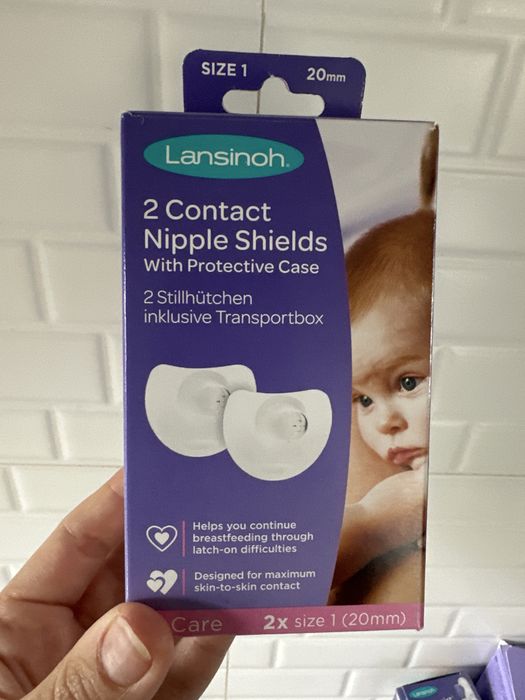 SIZE 1 20mm
Lansinoh®
2 Contact
Nipple Shields
With Protective Case
2 Stillhütchen
inklusive Transportbox
Helps you continue
breastfeeding through
latch-on difficulties
Designed for maximum
skin-to-skin contact
Care 2x size 1 (20mm)